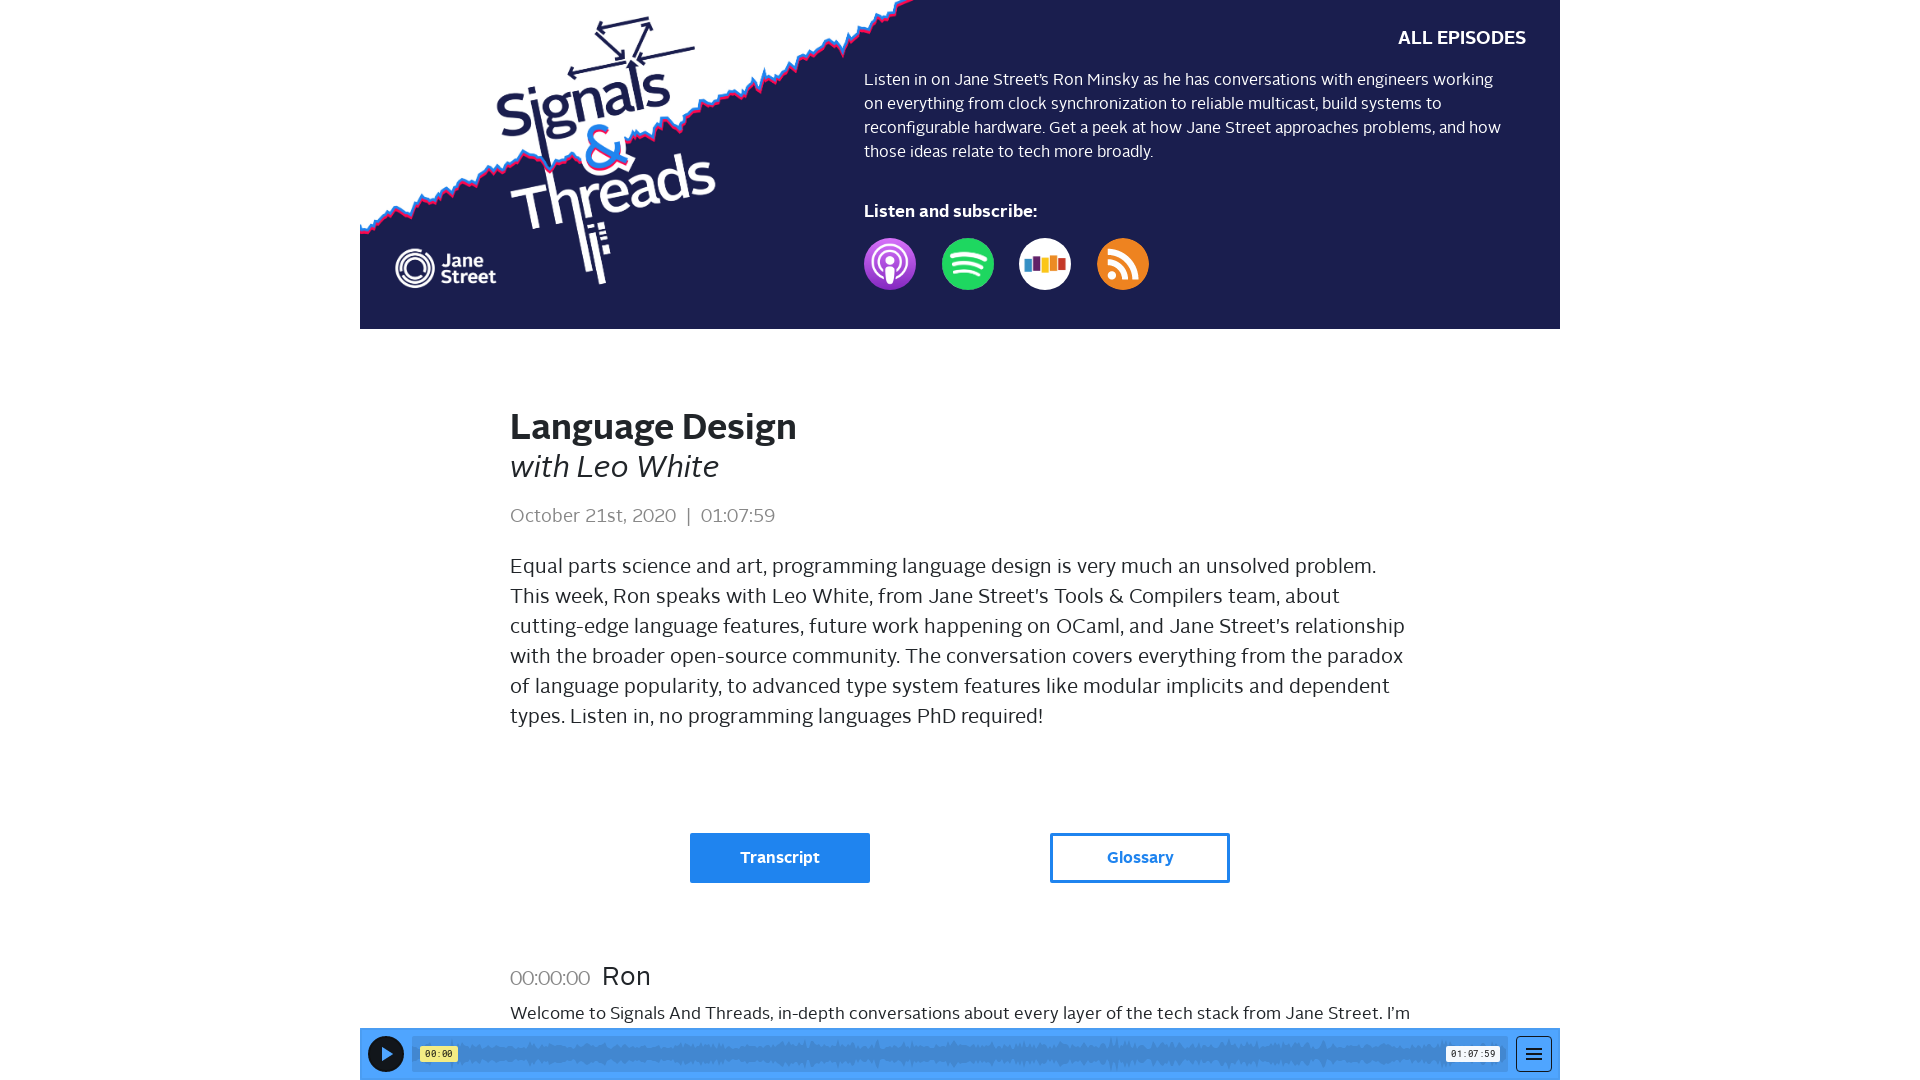 Signals
&
Threads
Jane
Street
ALL EPISODES
Listen in on Jane Street's Ron Minsky as he has conversations with engineers working
on everything from clock synchronization to reliable multicast, build systems to
reconfigurable hardware. Get a peek at how Jane Street approaches problems, and how
those ideas relate to tech more broadly.
Listen and subscribe:
Language Design
with Leo White
October 21st, 2020 | 01:07:59
Equal parts science and art, programming language design is very much an unsolved problem.
This week, Ron speaks with Leo White, from Jane Street's Tools & Compilers team, about
cutting-edge language features, future work happening on OCaml, and Jane Street's relationship
with the broader open-source community. The conversation covers everything from the paradox
of language popularity, to advanced type system features like modular implicits and dependent
types. Listen in, no programming languages PhD required!
Transcript
Glossary
00:00:00 Ron
Welcome to Signals And Threads, in-depth conversations about every layer of the tech stack from Jane Street. I'm
00:00
01:07:59